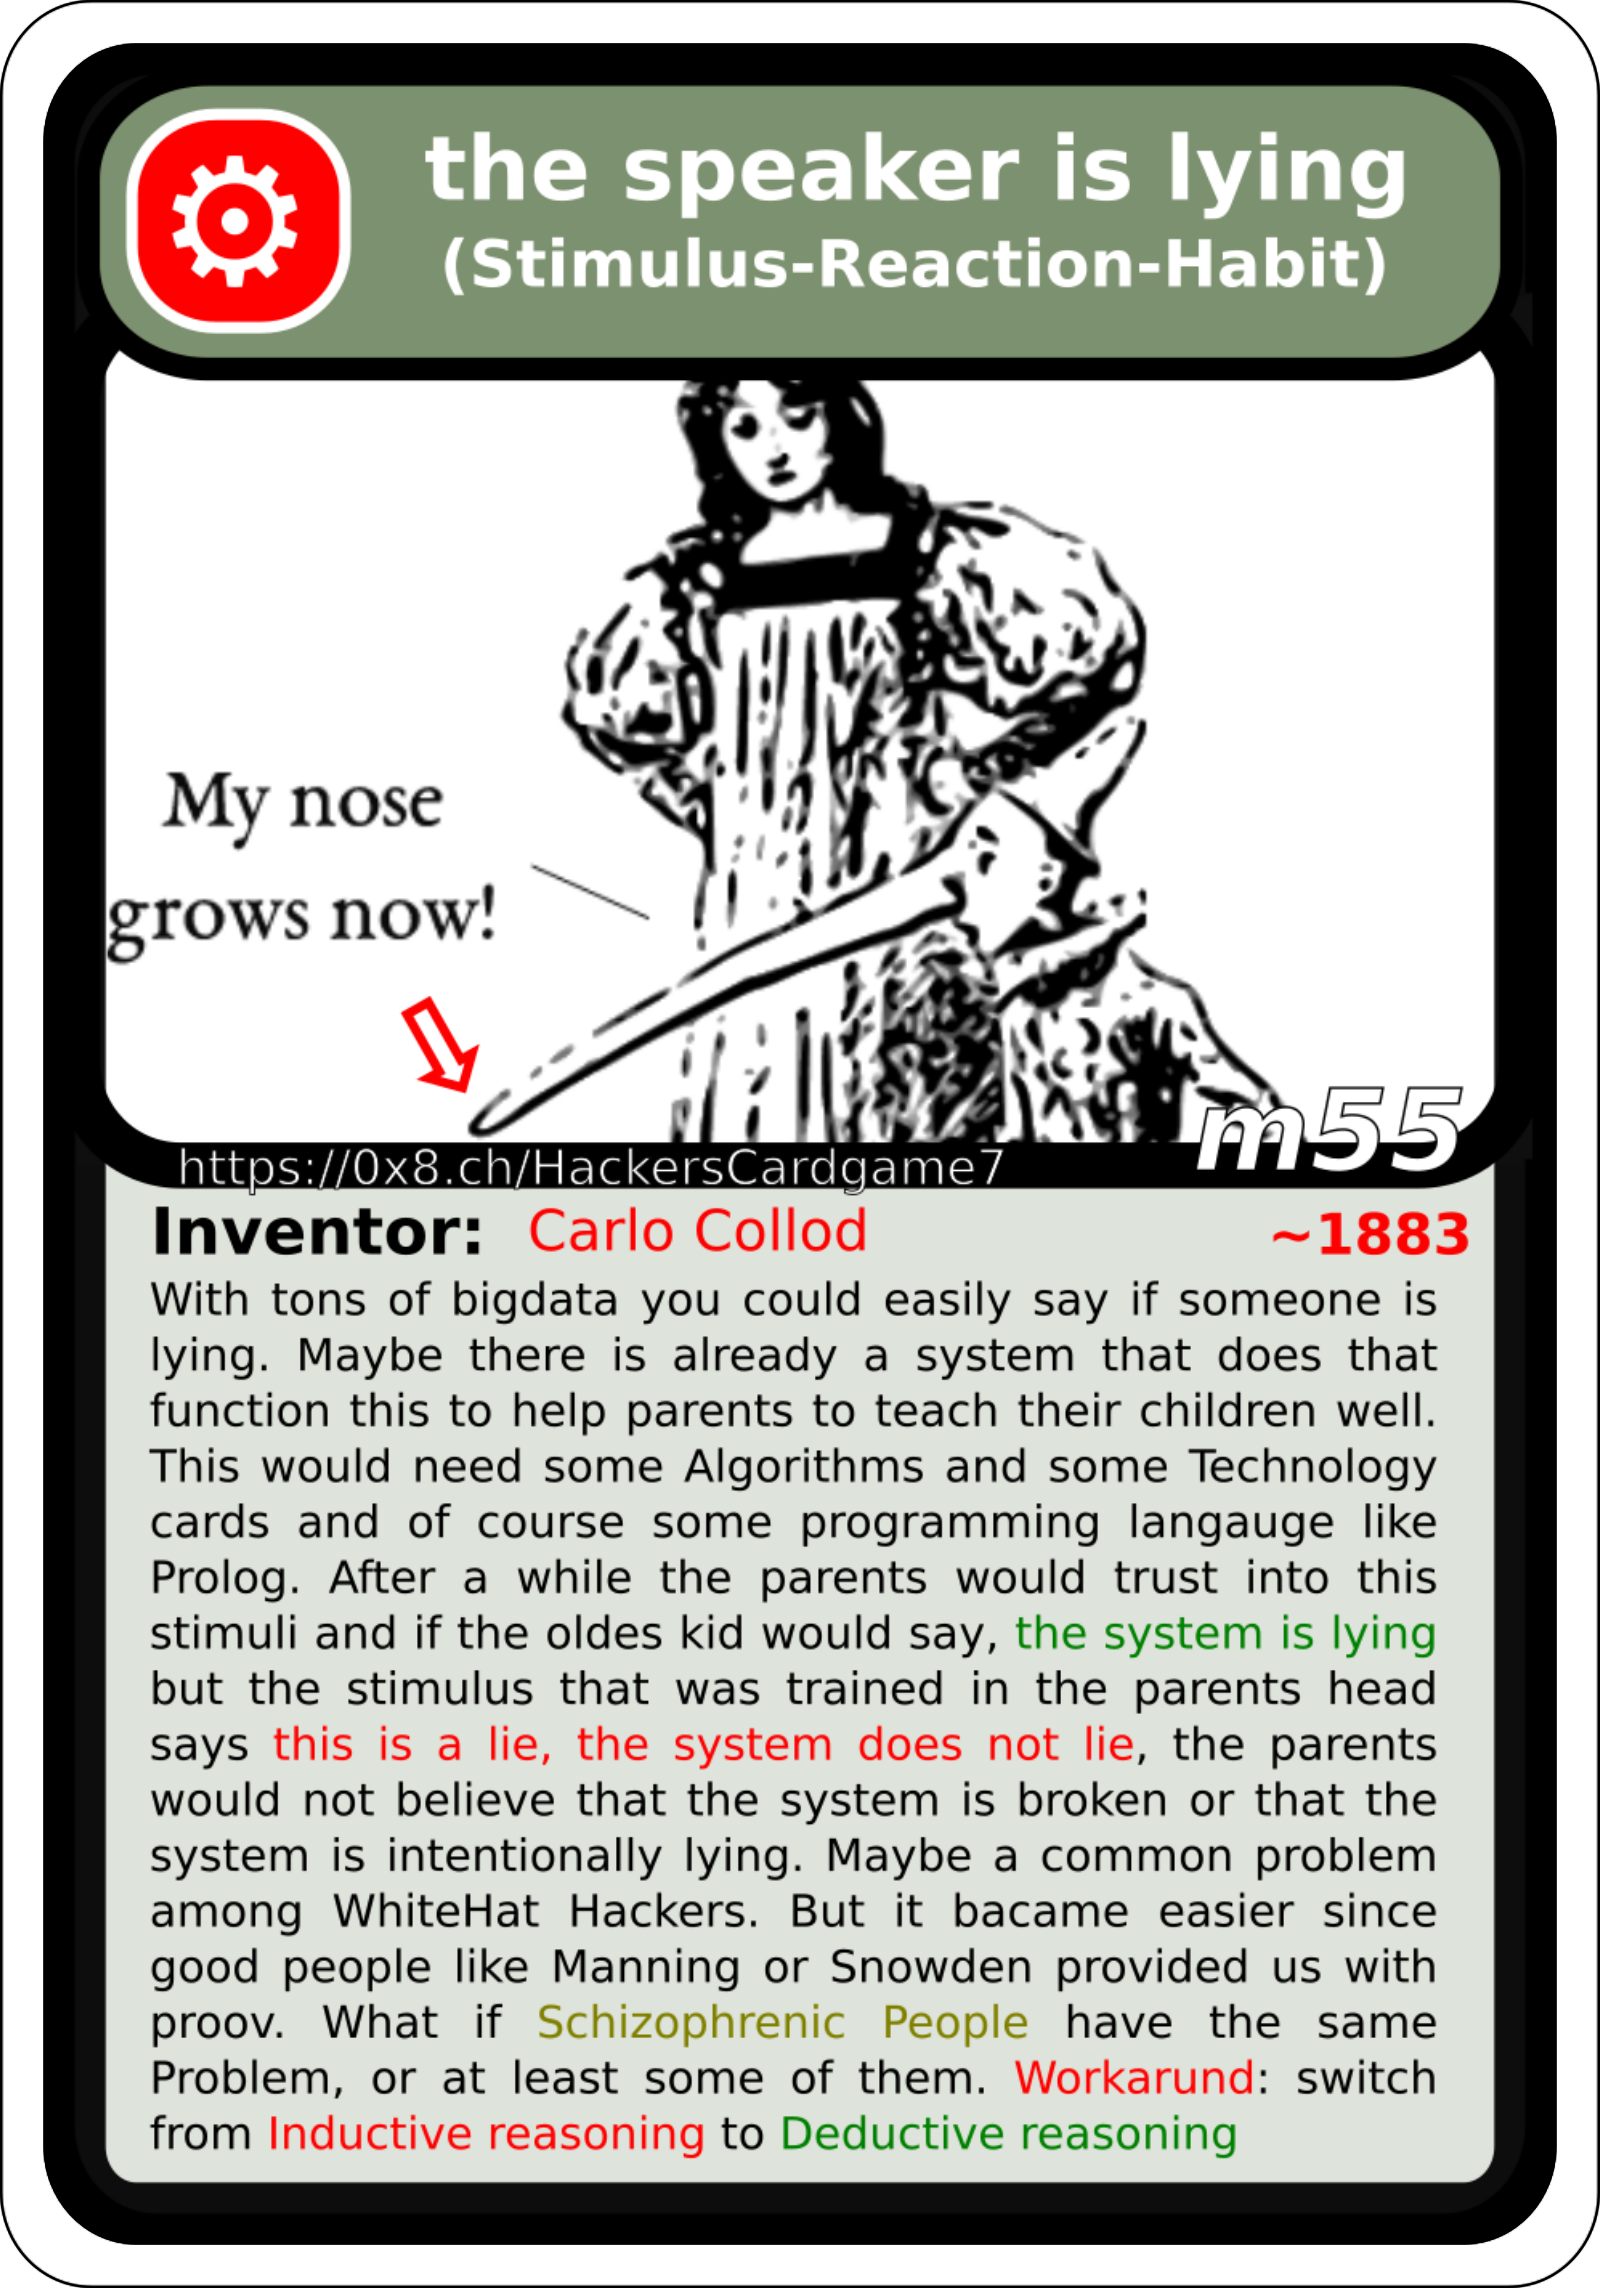 the speaker is lying
(Stimulus-Reaction-Habit)
My nose
grows now!
m55
https://0x8.ch/HackersCardgame7
Inventor: Carlo Collod ~1883
With tons of bigdata you could easily say if someone is
lying. Maybe there is already a system that does that
function this to help parents to teach their children well.
This would need some Algorithms and some Technology
cards and of course some programming langauge like
Prolog. After a while the parents would trust into this
stimuli and if the oldes kid would say, the system is lying
but the stimulus that was trained in the parents head
says this is a lie, the system does not lie, the parents
would not believe that the system is broken or that the
system is intentionally lying. Maybe a common problem
among WhiteHat Hackers. But it bacame easier since
good people like Manning or Snowden provided us with
proov. What if Schizophrenic People have the same
Problem, or at least some of them. Workarund: switch
from Inductive reasoning to Deductive reasoning